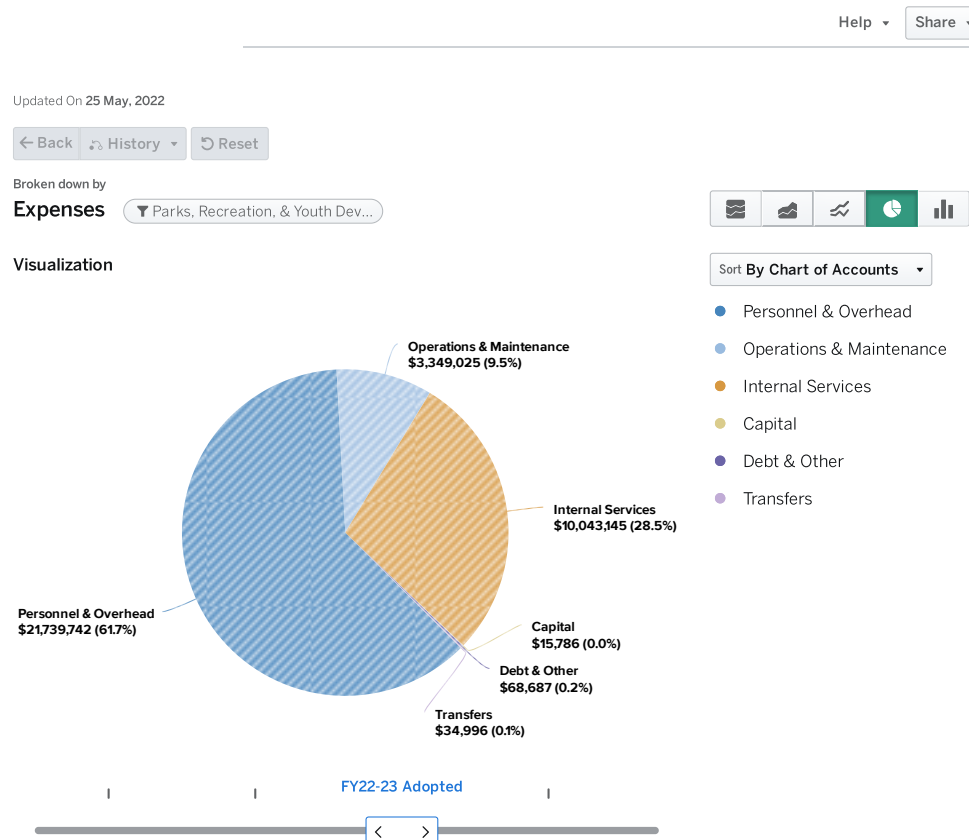 Help
Share
Updated On 25 May, 2022
Back
History
Reset
Broken down by
Expenses
Parks, Recreation, & Youth Dev...
Visualization
Sort By Chart of Accounts
Personnel & Overhead
Operations & Maintenance
Internal Services
Capital
Debt & Other
Transfers
Operations & Maintenance
$3,349,025 (9.5%)
Internal Services
$10,043,145 (28.5%)
Personnel & Overhead
$21,739,742 (61.7%)
Capital
$15,786 (0.0%)
Debt & Other
$68,687 (0.2%)
Transfers
$34,996 (0.1%)
FY22-23 Adopted